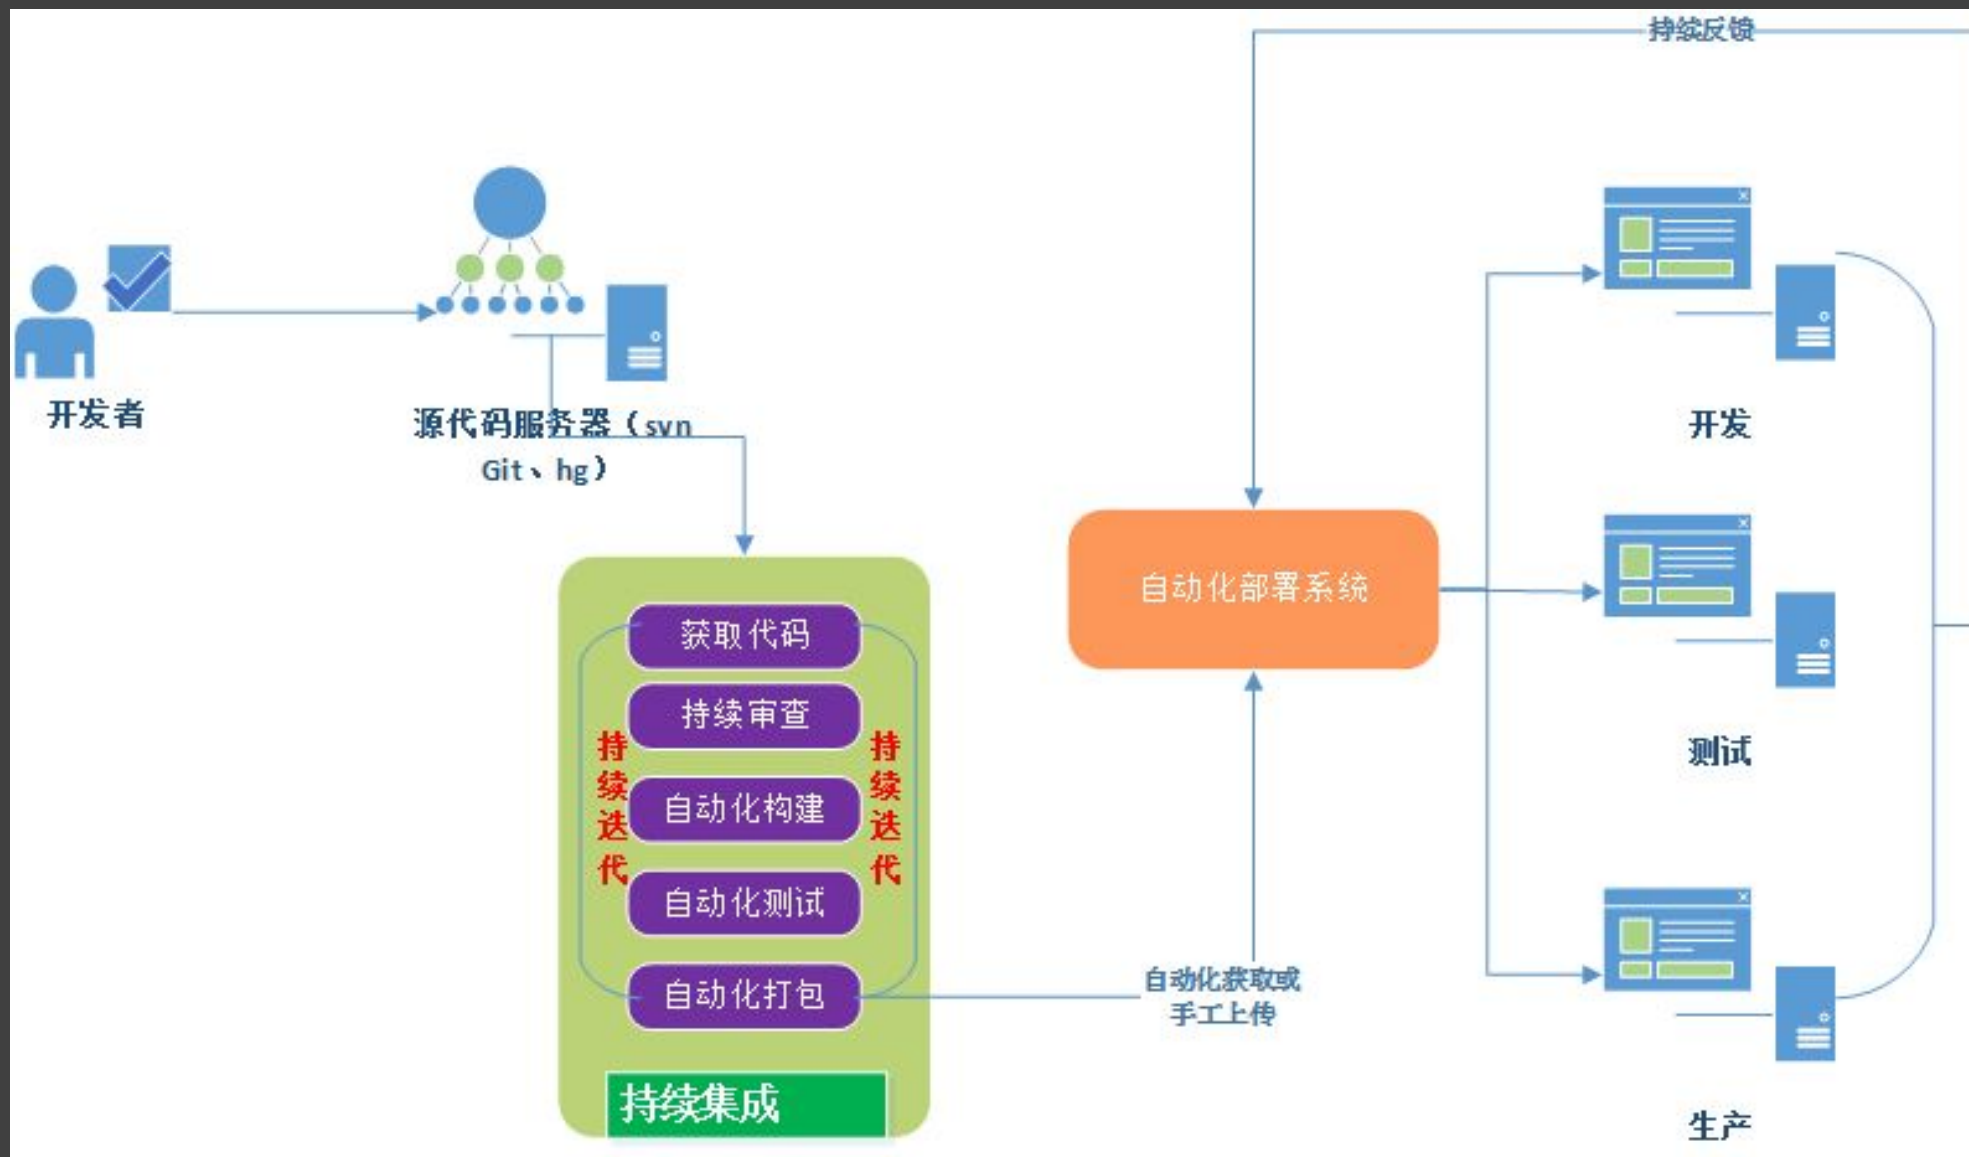 持续反馈
开发者
源代码服务器（svn
Git、hg）
获取代码
持续审查
自动化构建
自动化测试
自动化打包
持续迭代
持续迭代
持续集成
自动化获取或
手工上传
自动化部署系统
开发
测试
生产